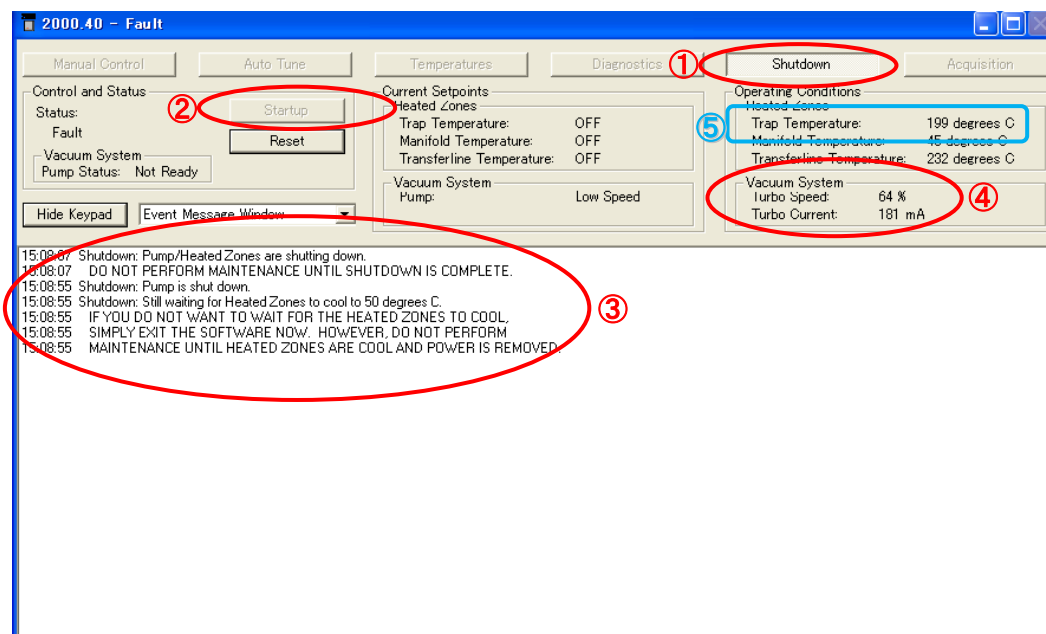 2000.40 - Fault
Manual Control Auto Tune Temperatures Diagnostics ① Shutdown Acquisition
Control and Status
Status:
Fault
② Startup
Reset
Vacuum System
Pump Status: Not Ready
Hide Keypad Event Message Window
Current Setpoints
Heated Zones
Trap Temperature: OFF
Manifold Temperature: OFF
Transferline Temperature: OFF
Vacuum System
Pump: Low Speed
Operating Conditions
Heated Zones
⑤ Trap Temperature: 199 degrees C
Manifold Temperature: 45 degrees C
Transferline Temperature: 232 degrees C
Vacuum System
Turbo Speed: 64 %
Turbo Current: 181 mA
④
15:08:07 Shutdown: Pump/Heated Zones are shutting down.
15:08:07 DO NOT PERFORM MAINTENANCE UNTIL SHUTDOWN IS COMPLETE.
15:08:55 Shutdown: Pump is shut down.
15:08:55 Shutdown: Still waiting for Heated Zones to cool to 50 degrees C.
15:08:55 IF YOU DO NOT WANT TO WAIT FOR THE HEATED ZONES TO COOL,
15:08:55 SIMPLY EXIT THE SOFTWARE NOW. HOWEVER, DO NOT PERFORM
15:08:55 MAINTENANCE UNTIL HEATED ZONES ARE COOL AND POWER IS REMOVED.
③